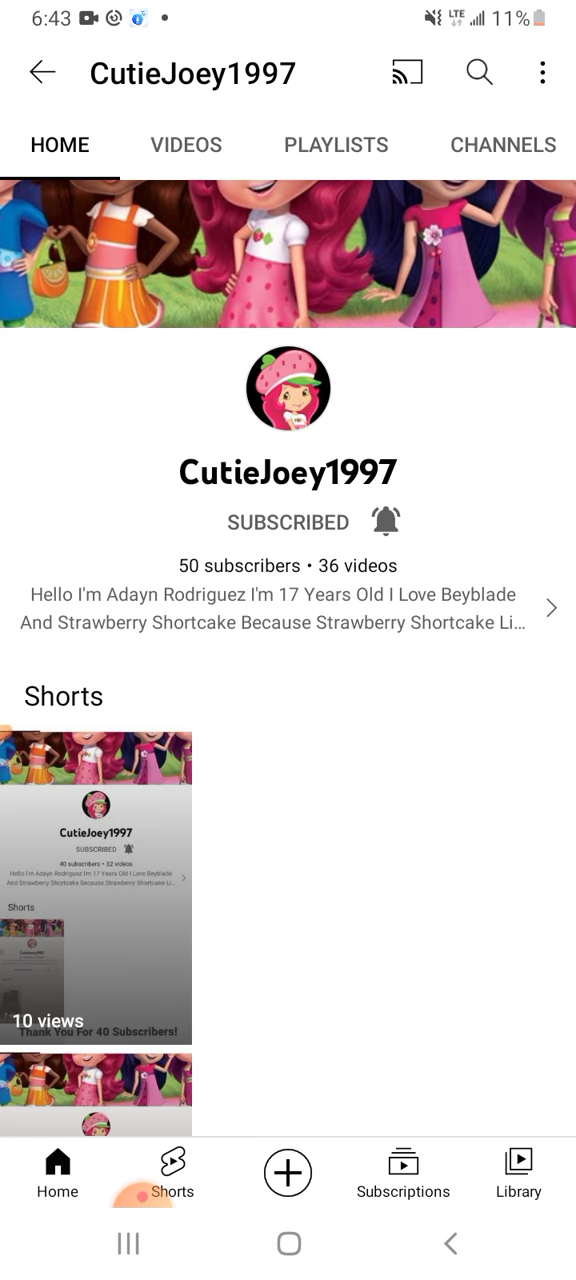 6:43 LTE 11%
CutieJoey1997
HOME VIDEOS PLAYLISTS CHANNELS
CutieJoey1997
SUBSCRIBED
50 subscribers • 36 videos
Hello I'm Adayn Rodriguez I'm 17 Years Old I Love Beyblade
And Strawberry Shortcake Because Strawberry Shortcake Li...
Shorts
CutieJoey1997
SUBSCRIBED
40 subscribers • 32 videos
Hello I'm Adayn Rodriguez I'm 17 Years Old I Love Beyblade
And Strawberry Shortcake Because Strawberry Shortcake Li...
Shorts
10 views
Thank You For 40 Subscribers!
Home Shorts Subscriptions Library